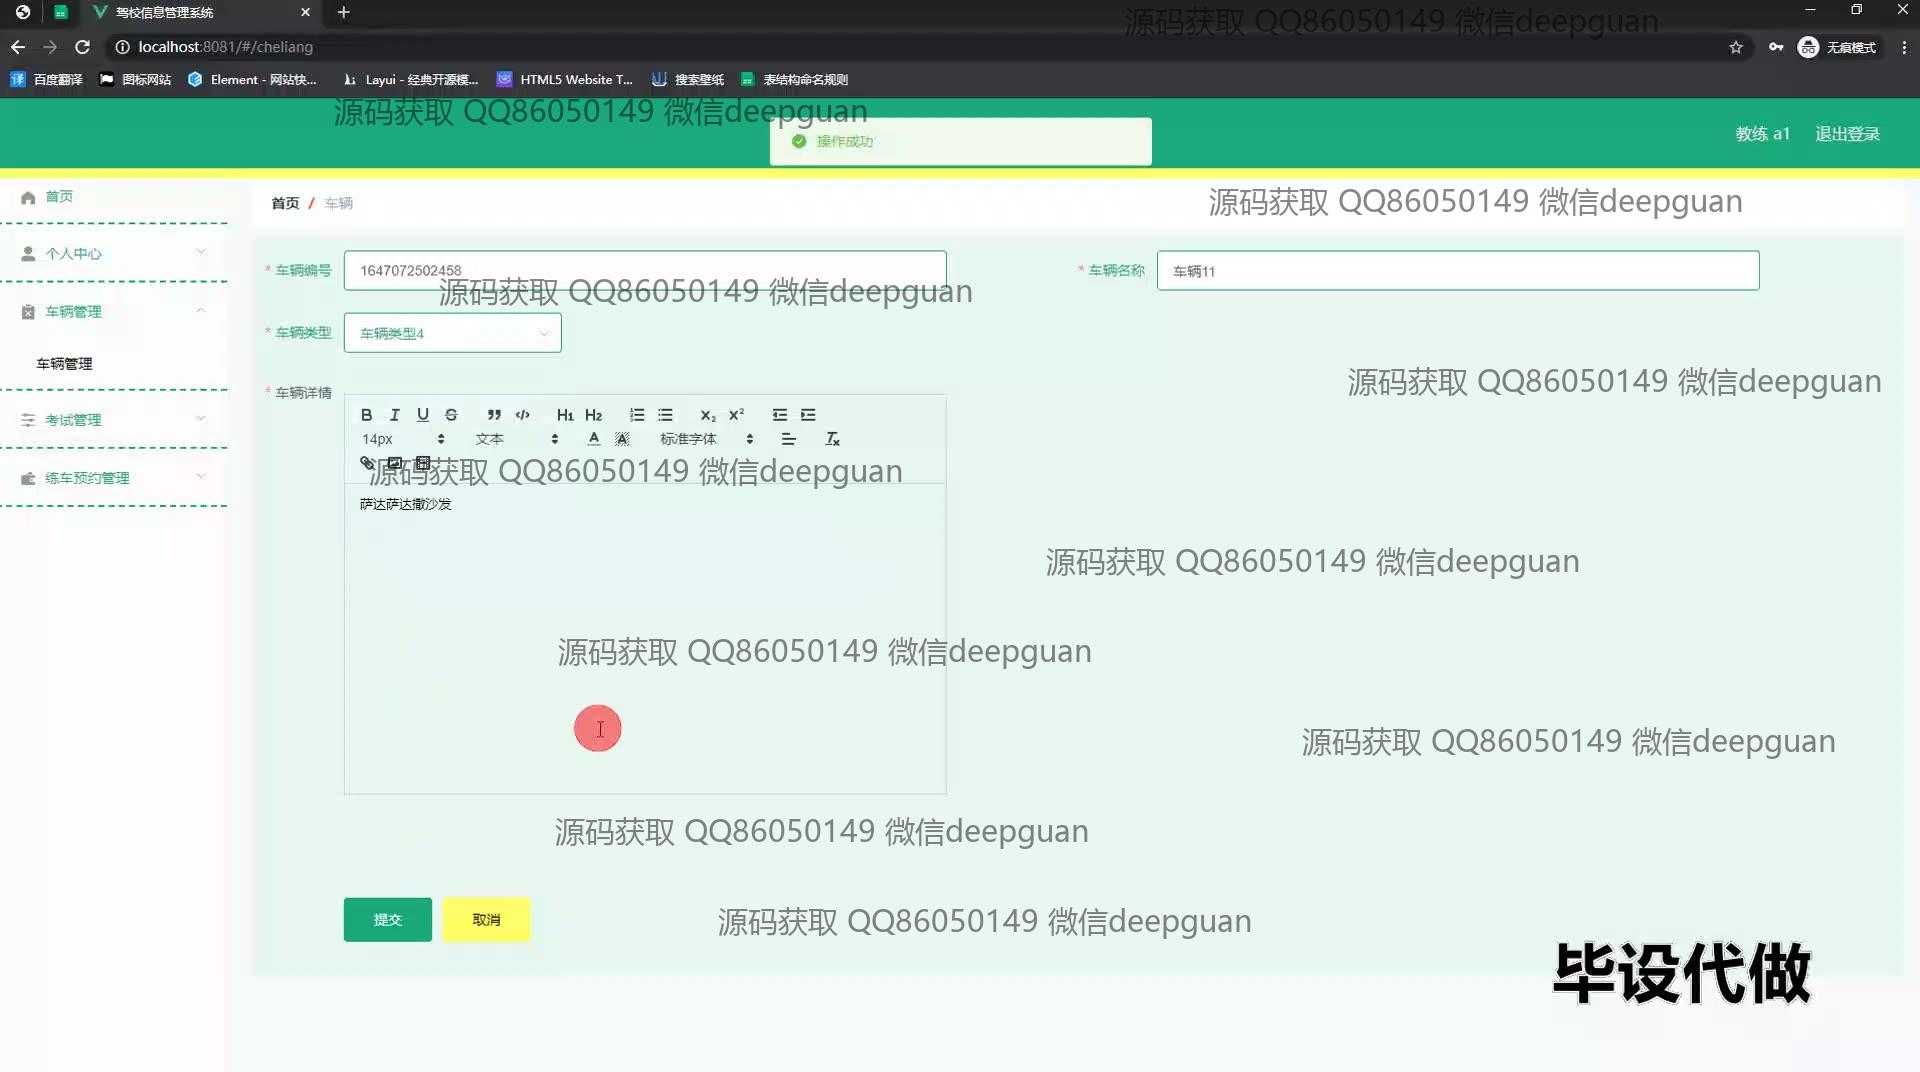 驾校信息管理系统
源码获取 QQ86050149 微信deepguan
localhost:8081/#/cheliang
无痕模式
百度翻译 图标网站 Element - 网站快... Layui - 经典开源模... HTML5 Website T... 搜索壁纸 表结构命名规则
源码获取 QQ86050149 微信deepguan
操作成功
教练 a1 退出登录
首页
首页 / 车辆
源码获取 QQ86050149 微信deepguan
个人中心
* 车辆编号 1647072502458
* 车辆名称 车辆11
源码获取 QQ86050149 微信deepguan
车辆管理
* 车辆类型 车辆类型4
车辆管理
源码获取 QQ86050149 微信deepguan
* 车辆详情
考试管理
B I U S H1 H2 X₂ X²
14px 文本 A A 标准字体 Tx
源码获取 QQ86050149 微信deepguan
练车预约管理
萨达萨达撒沙发
源码获取 QQ86050149 微信deepguan
源码获取 QQ86050149 微信deepguan
源码获取 QQ86050149 微信deepguan
源码获取 QQ86050149 微信deepguan
提交 取消
源码获取 QQ86050149 微信deepguan
毕设代做